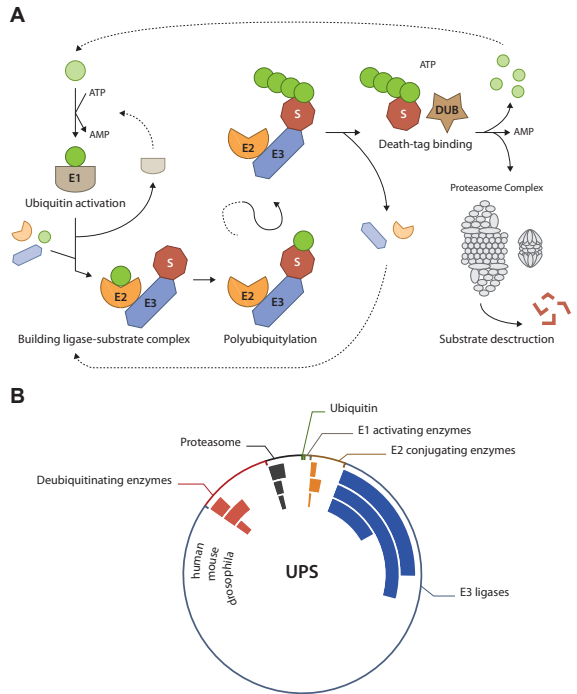 A
ATP
AMP
E1
Ubiquitin activation
S
E2
E3
Building ligase-substrate complex
S
E2
E3
S
E2
E3
Polyubiquitylation
ATP
S
DUB
Death-tag binding
AMP
Proteasome Complex
Substrate desctruction
B
Ubiquitin
E1 activating enzymes
E2 conjugating enzymes
Proteasome
Deubiquitinating enzymes
human
mouse
drosophila
UPS
E3 ligases